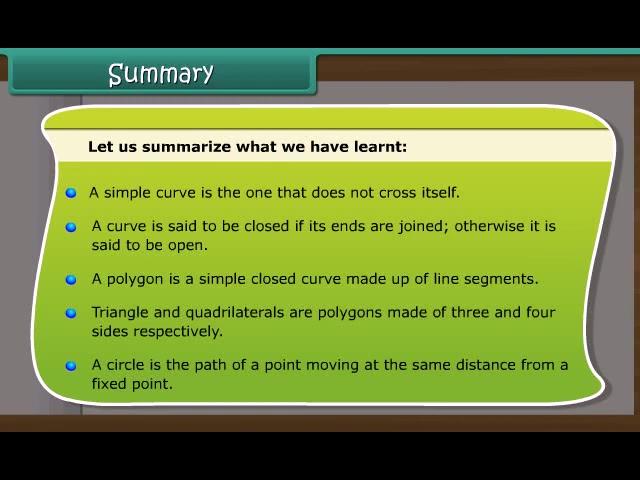 Summary
Let us summarize what we have learnt:
A simple curve is the one that does not cross itself.
A curve is said to be closed if its ends are joined; otherwise it is
said to be open.
A polygon is a simple closed curve made up of line segments.
Triangle and quadrilaterals are polygons made of three and four
sides respectively.
A circle is the path of a point moving at the same distance from a
fixed point.